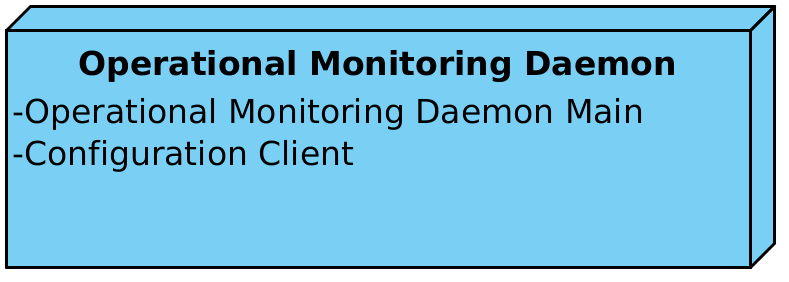 Operational Monitoring Daemon
-Operational Monitoring Daemon Main
-Configuration Client